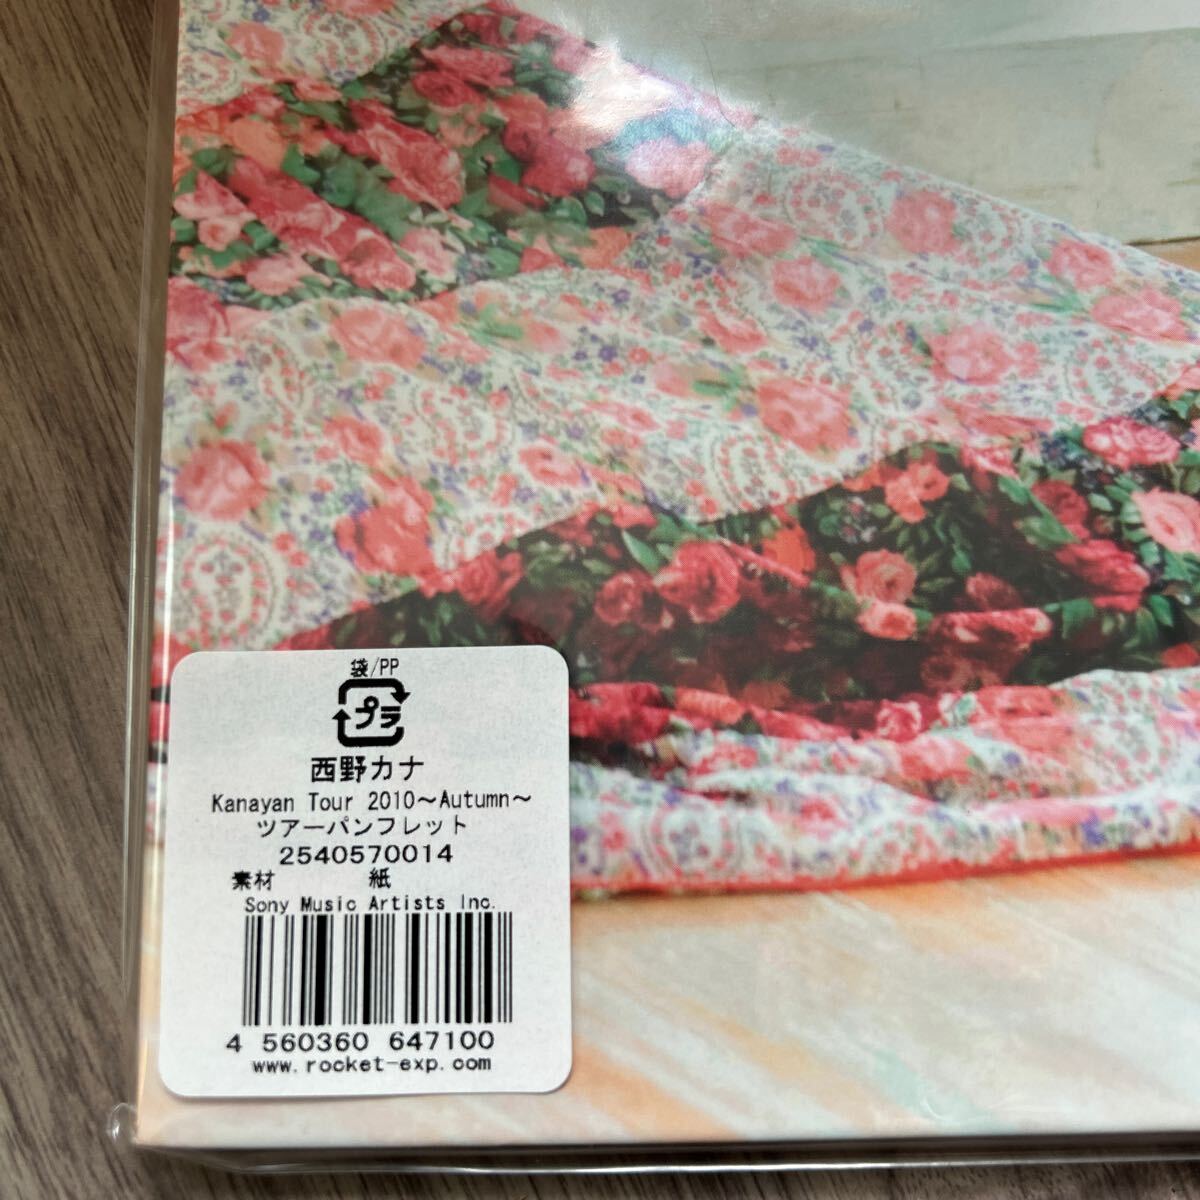 袋/PP
プラ
西野カナ
Kanayan Tour 2010～Autumn～
ツアーパンフレット
2540570014
素材 紙
Sony Music Artists Inc.
4 560360 647100
www.rocket-exp.com